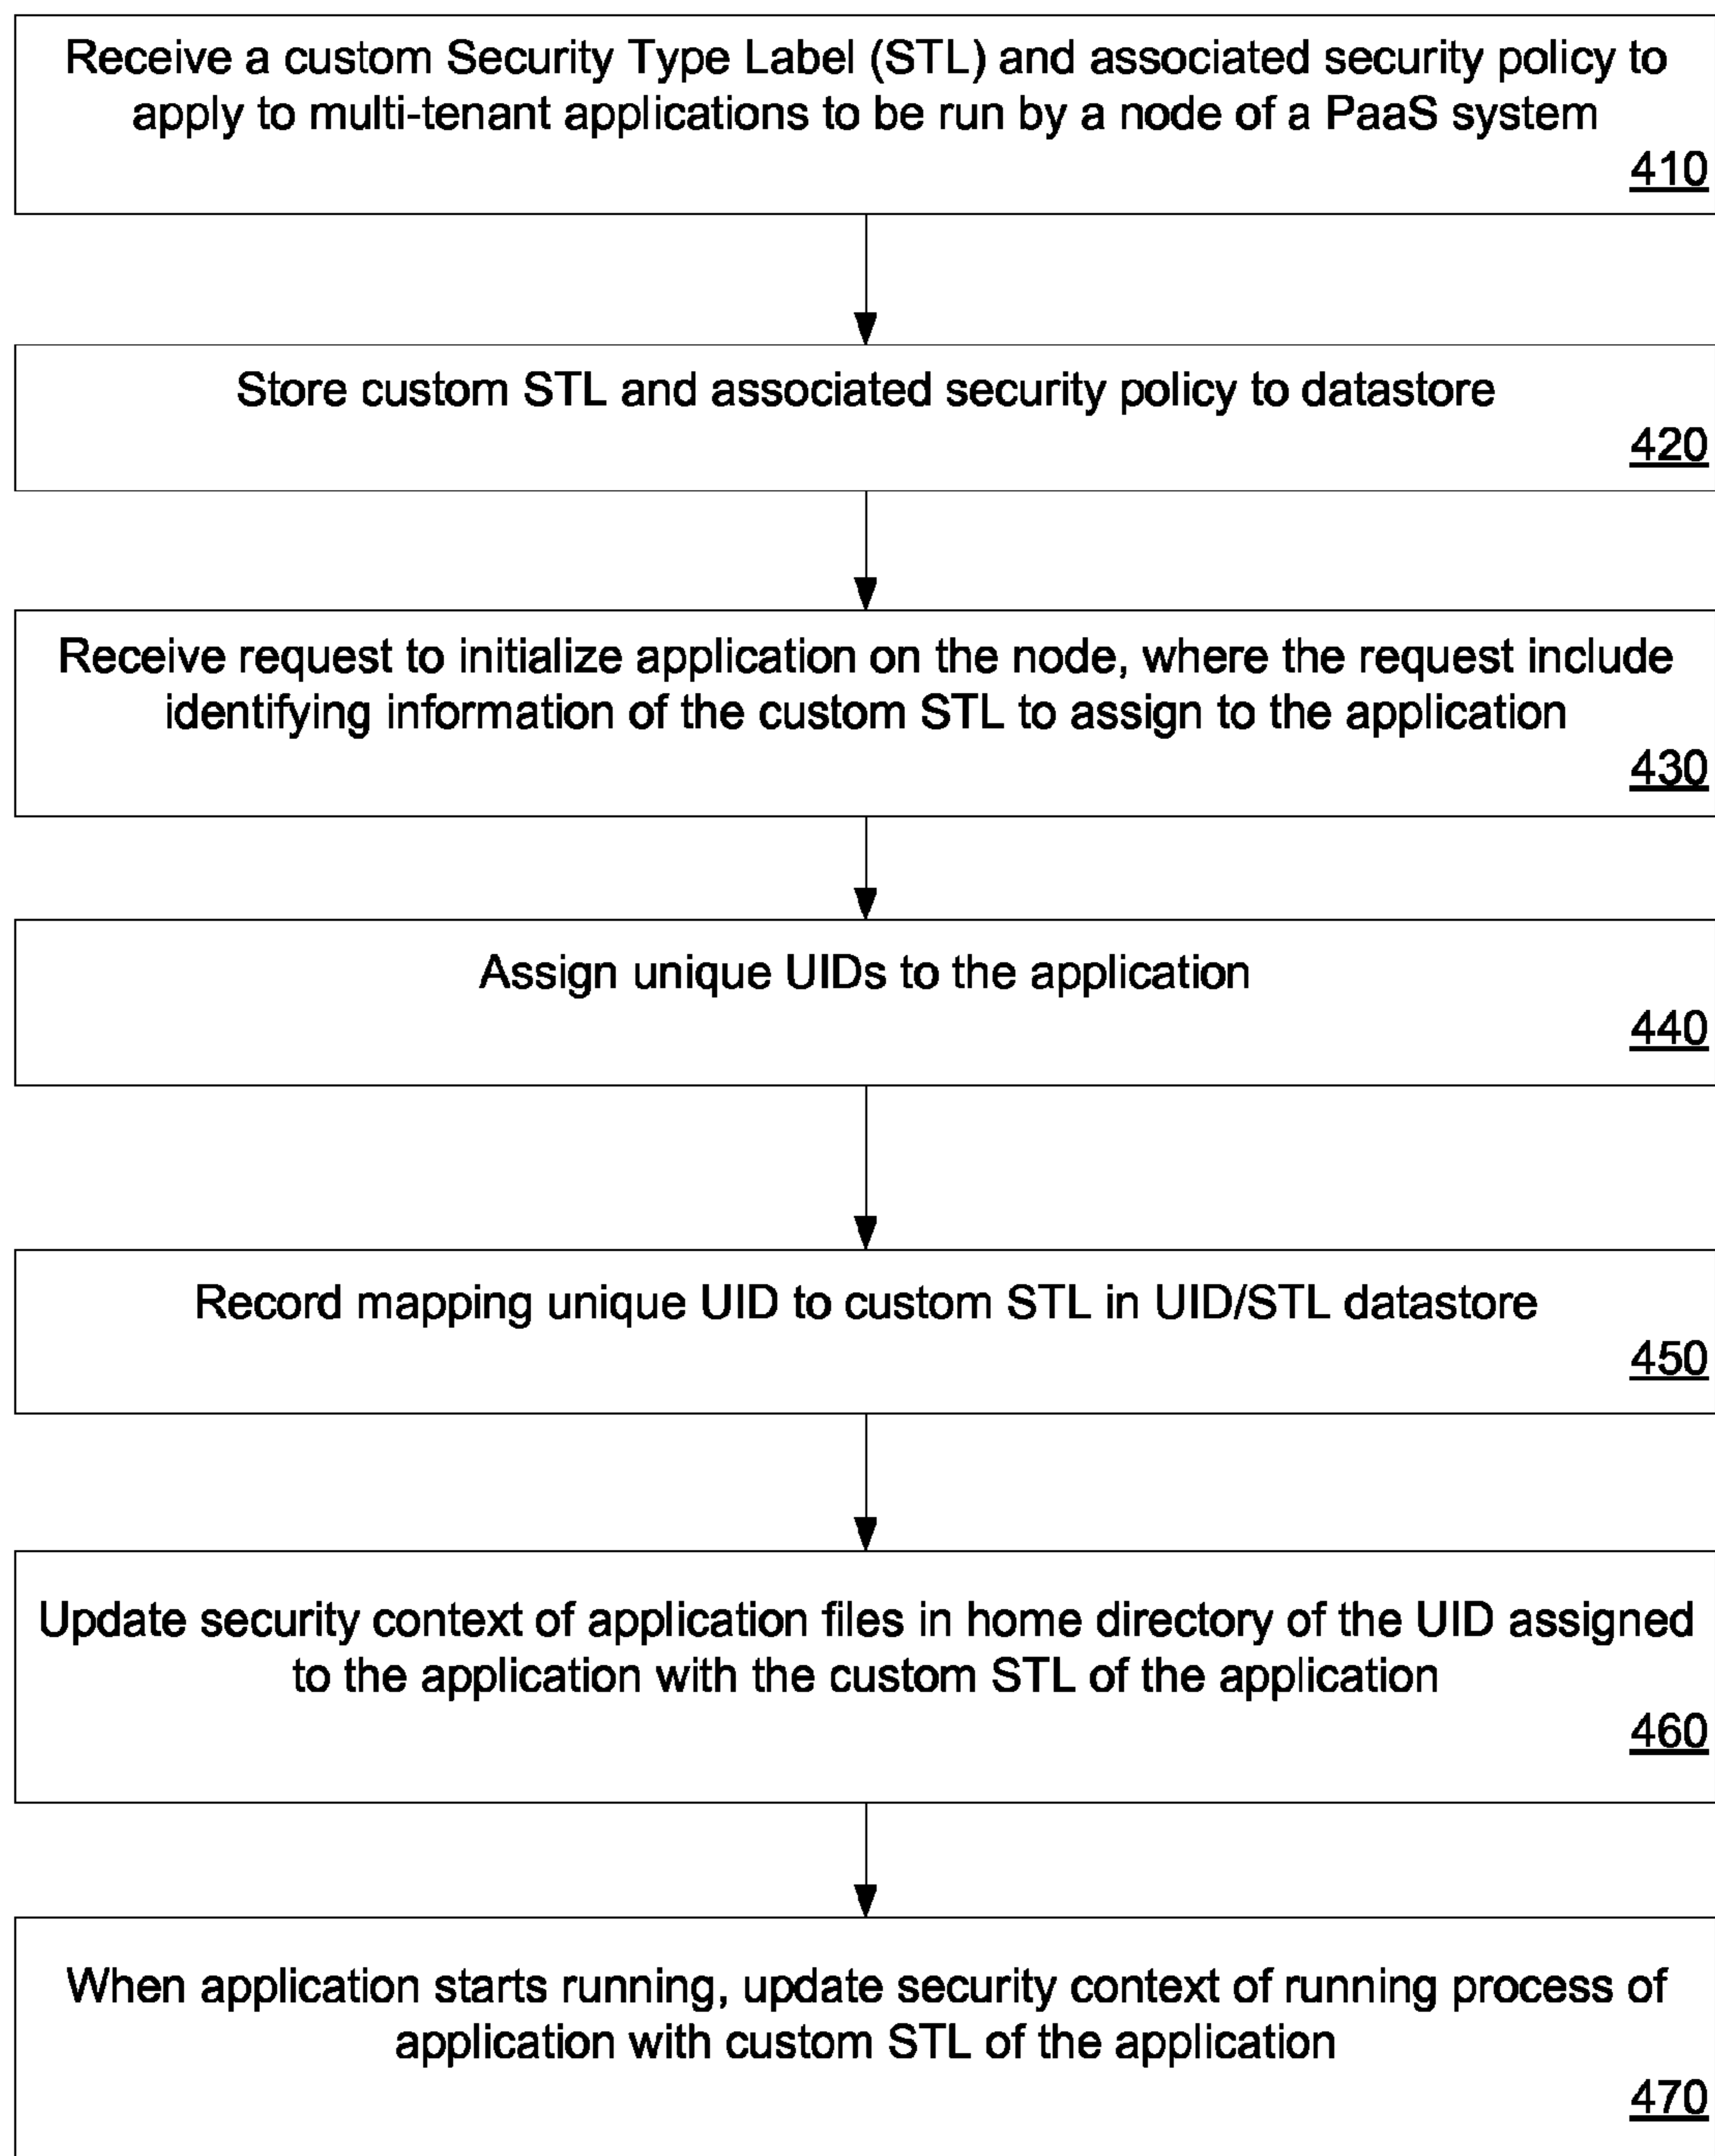 Receive a custom Security Type Label (STL) and associated security policy to
apply to multi-tenant applications to be run by a node of a PaaS system
410
Store custom STL and associated security policy to datastore
420
Receive request to initialize application on the node, where the request include
identifying information of the custom STL to assign to the application
430
Assign unique UIDs to the application
440
Record mapping unique UID to custom STL in UID/STL datastore
450
Update security context of application files in home directory of the UID assigned
to the application with the custom STL of the application
460
When application starts running, update security context of running process of
application with custom STL of the application
470